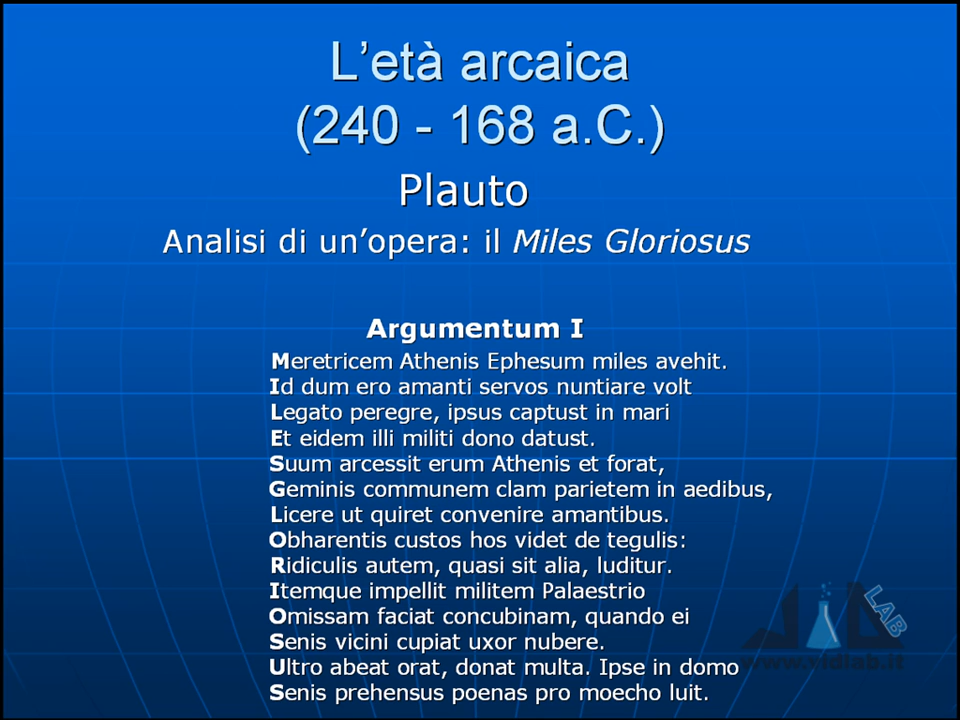 L’età arcaica
(240 - 168 a.C.)
Plauto
Analisi di un’opera: il Miles Gloriosus
Argumentum I
Meretricem Athenis Ephesum miles avehit.
Id dum ero amanti servos nuntiare volt
Legato peregre, ipsus captust in mari
Et eidem illi militi dono datust.
Suum arcessit erum Athenis et forat,
Geminis communem clam parietem in aedibus,
Licere ut quiret convenire amantibus.
Obharentis custos hos videt de tegulis:
Ridiculis autem, quasi sit alia, luditur.
Itemque impellit militem Palaestrio
Omissam faciat concubinam, quando ei
Senis vicini cupiat uxor nubere.
Ultro abeat orat, donat multa. Ipse in domo
Senis prehensus poenas pro moecho luit.
LAB
www.vidlab.it